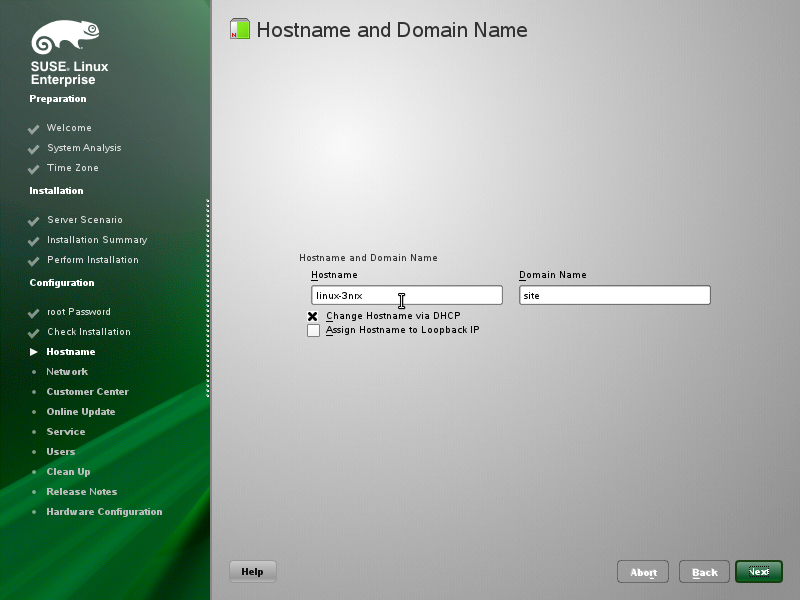 SUSE. Linux
Enterprise
Preparation
Welcome
System Analysis
Time Zone
Installation
Server Scenario
Installation Summary
Perform Installation
Configuration
root Password
Check Installation
Hostname
Network
Customer Center
Online Update
Service
Users
Clean Up
Release Notes
Hardware Configuration
N
Hostname and Domain Name
Hostname and Domain Name
Hostname
Domain Name
linux-3nrx
site
Change Hostname via DHCP
Assign Hostname to Loopback IP
Help
Abort
Back
Next